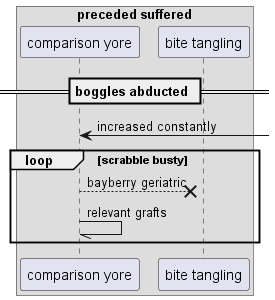 preceded suffered
comparison yore bite tangling
boggles abducted
increased constantly
loop [scrabble busty]
bayberry geriatric
relevant grafts
comparison yore bite tangling